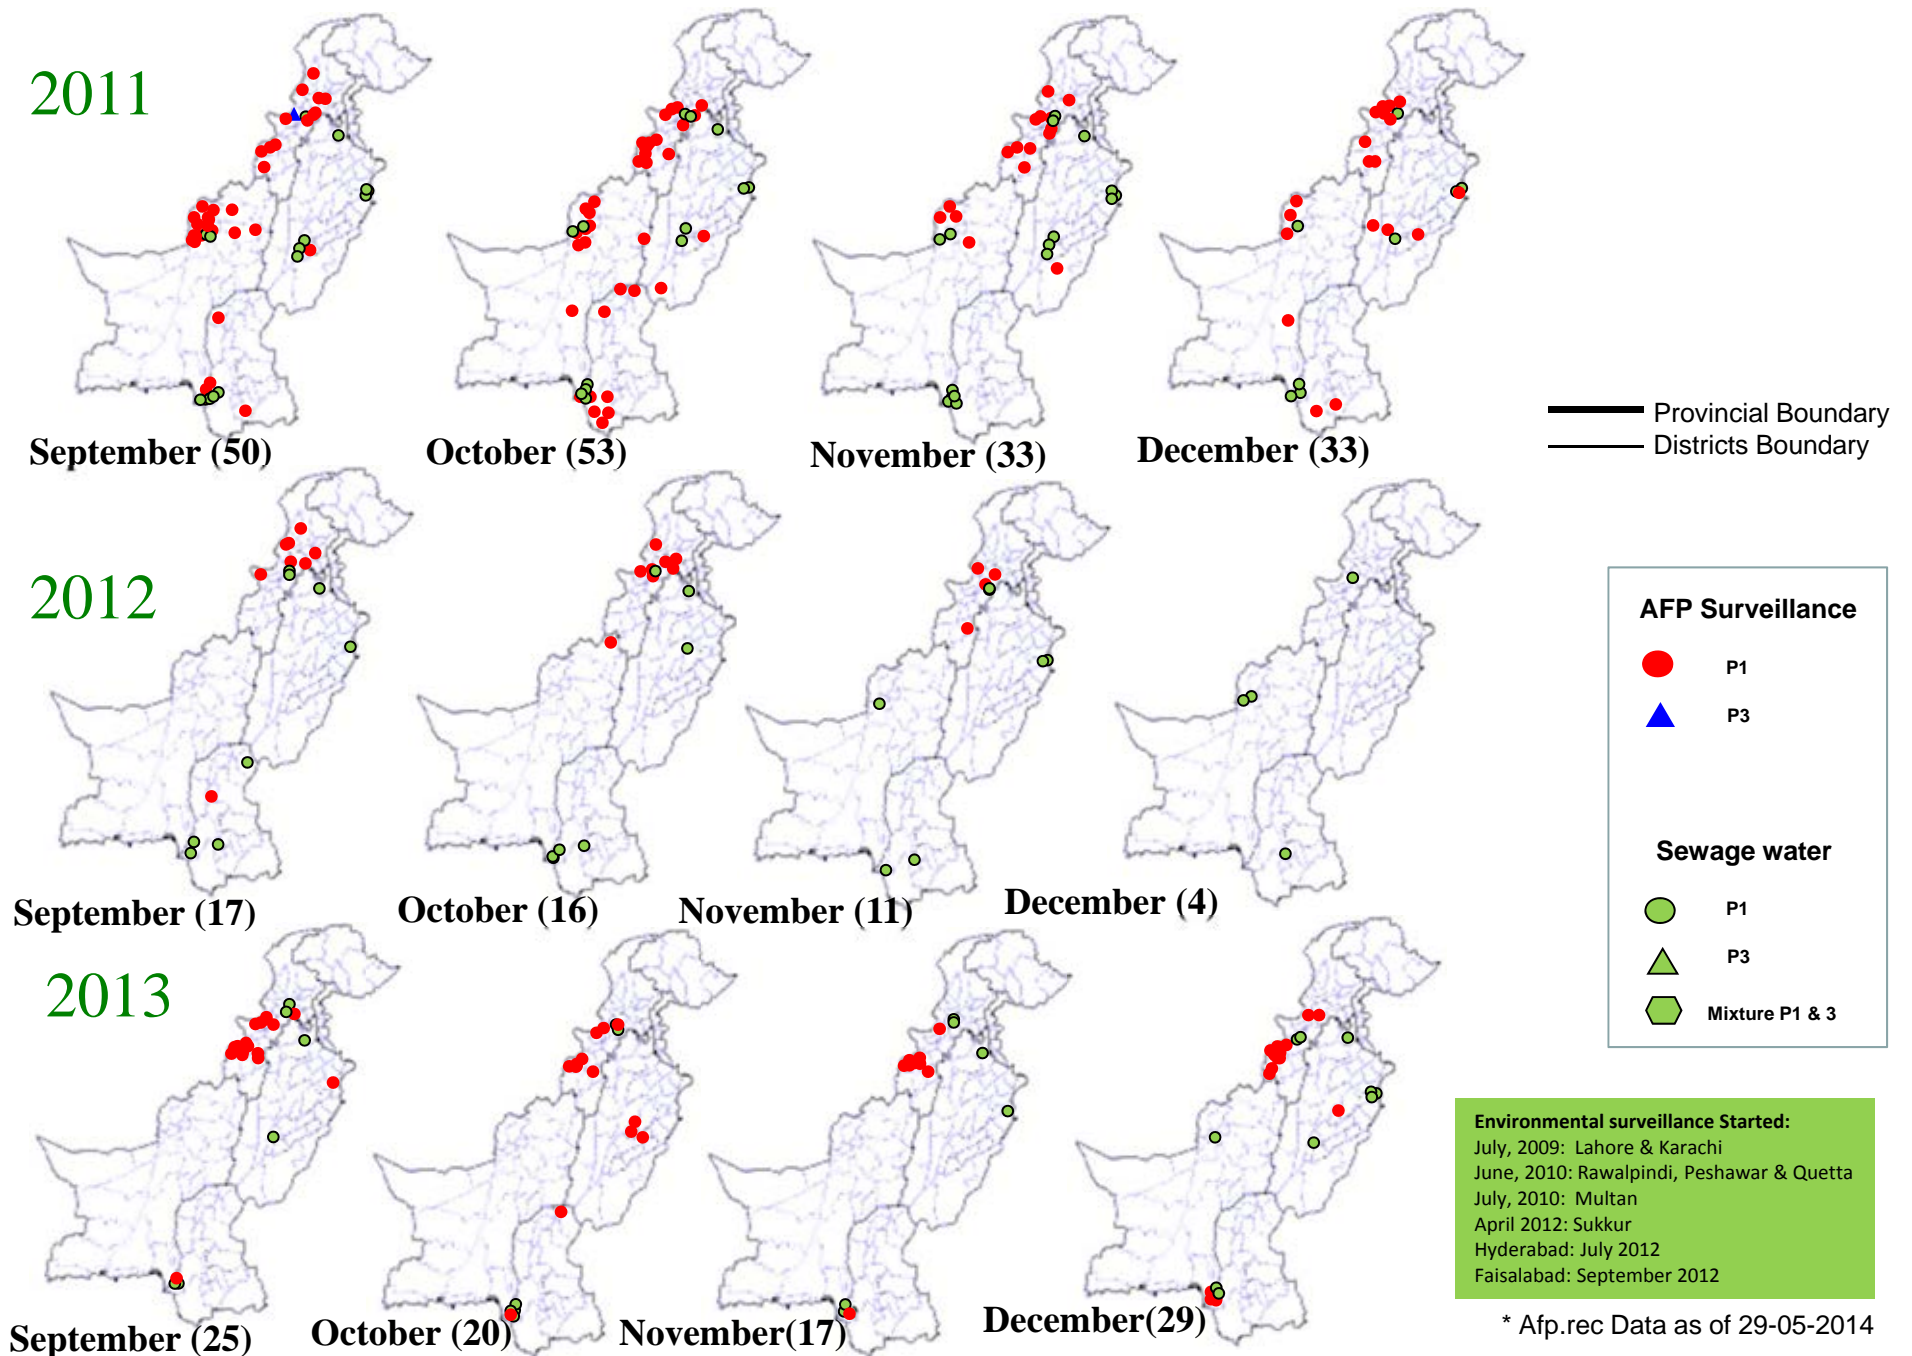 2011
September (50)
October (53)
November (33)
December (33)
Provincial Boundary
Districts Boundary
2012
September (17)
October (16)
November (11)
December (4)
AFP Surveillance
P1
P3
Sewage water
P1
P3
Mixture P1 & 3
2013
September (25)
October (20)
November(17)
December(29)
Environmental surveillance Started:
July, 2009: Lahore & Karachi
June, 2010: Rawalpindi, Peshawar & Quetta
July, 2010: Multan
April 2012: Sukkur
Hyderabad: July 2012
Faisalabad: September 2012
* Afp.rec Data as of 29-05-2014